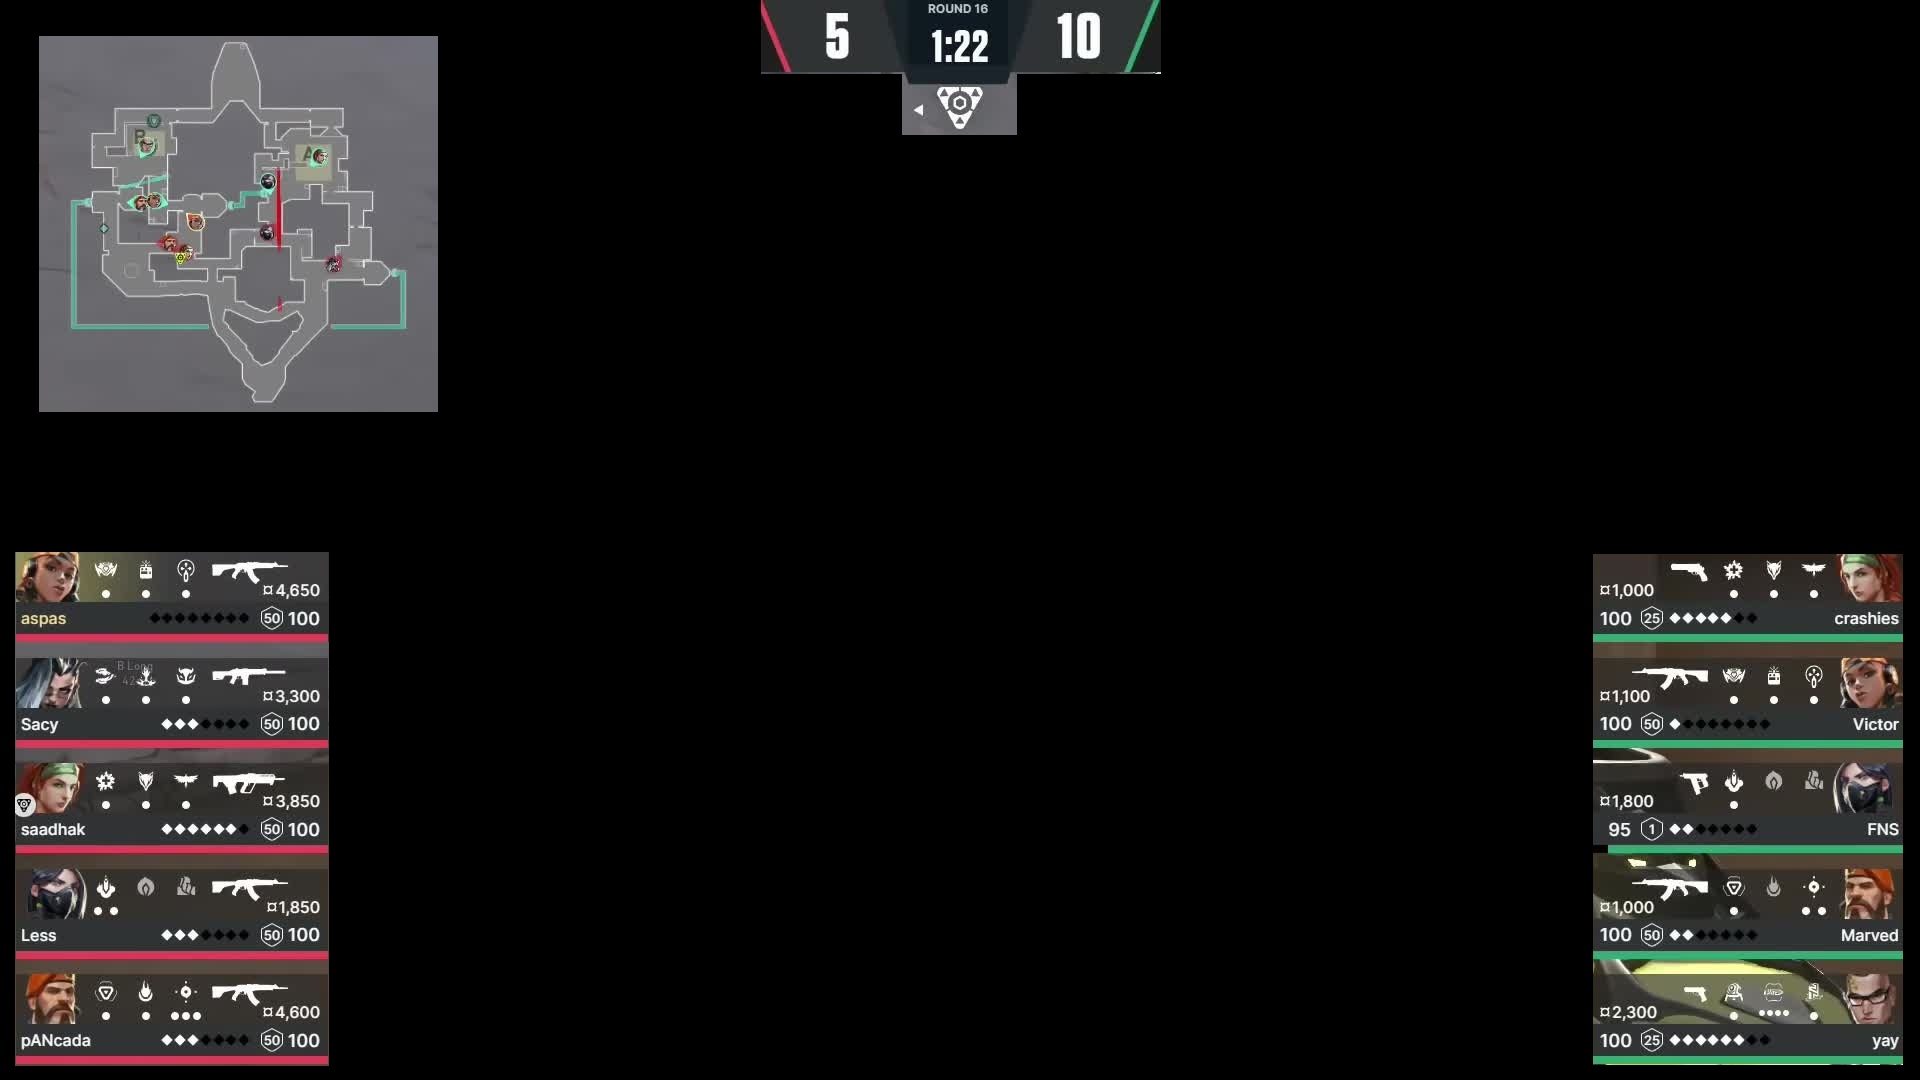 ROUND 16
5
1:22
10
B
A
4,650
aspas
50 100
B Long
3,300
Sacy
50 100
3,850
saadhak
50 100
1,850
Less
50 100
4,600
pANcada
50 100
1,000
100 25
crashies
1,100
100 50
Victor
1,800
95 1
FNS
1,000
100 50
Marved
2,300
100 25
yay